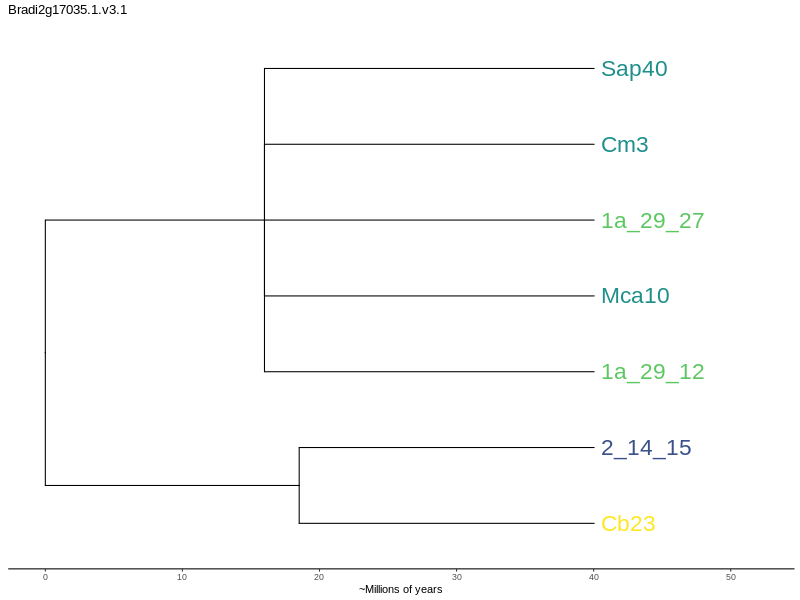 Bradi2g17035.1.v3.1
Sap40
Cm3
1a_29_27
Mca10
1a_29_12
2_14_15
Cb23
0 10 20 30 40 50
~Millions of years